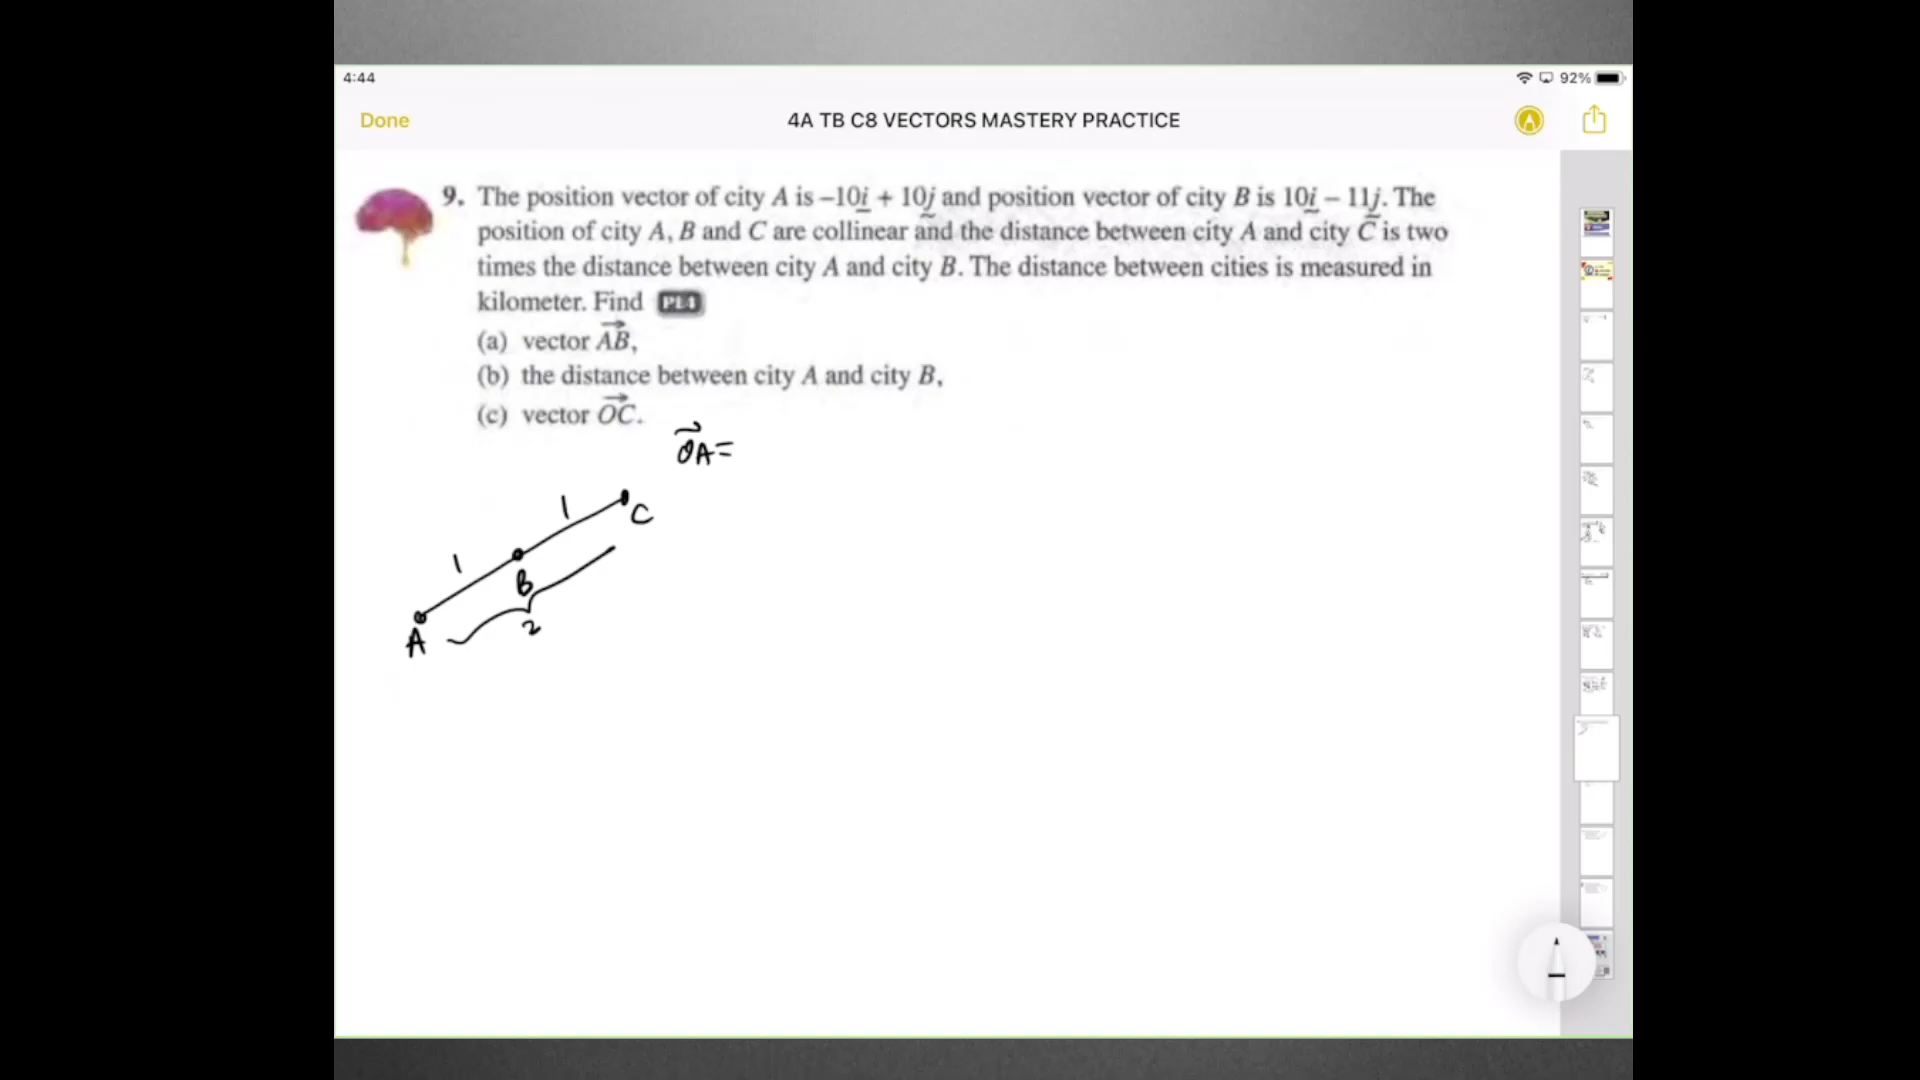 4:44
92%
Done
4A TB C8 VECTORS MASTERY PRACTICE
9. The position vector of city A is –10i + 10j and position vector of city B is 10i – 11j. The
position of city A, B and C are collinear and the distance between city A and city C is two
times the distance between city A and city B. The distance between cities is measured in
kilometer. Find PL4
(a) vector AB,
(b) the distance between city A and city B,
(c) vector OC.
OA=
1
C
1
B
2
A